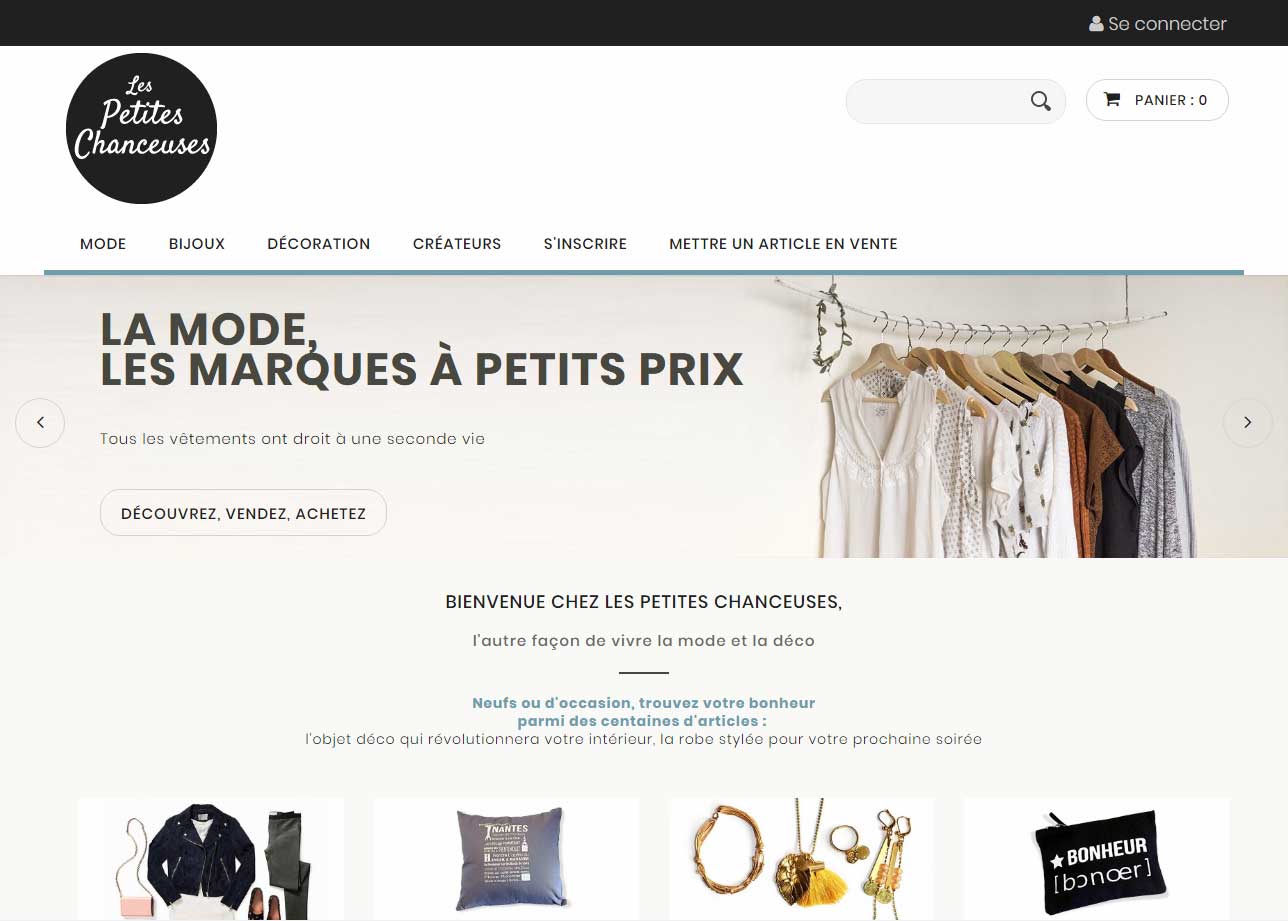 Se connecter
Les
Petites
Chanceuses
PANIER : 0
MODE
BIJOUX
DÉCORATION
CRÉATEURS
S'INSCRIRE
METTRE UN ARTICLE EN VENTE
LA MODE,
LES MARQUES À PETITS PRIX
Tous les vêtements ont droit à une seconde vie
DÉCOUVREZ, VENDEZ, ACHETEZ
BIENVENUE CHEZ LES PETITES CHANCEUSES,
l'autre façon de vivre la mode et la déco
Neufs ou d'occasion, trouvez votre bonheur
parmi des centaines d'articles :
l'objet déco qui révolutionnera votre intérieur, la robe stylée pour votre prochaine soirée
NANTES
BONHEUR
[bɔnœr]